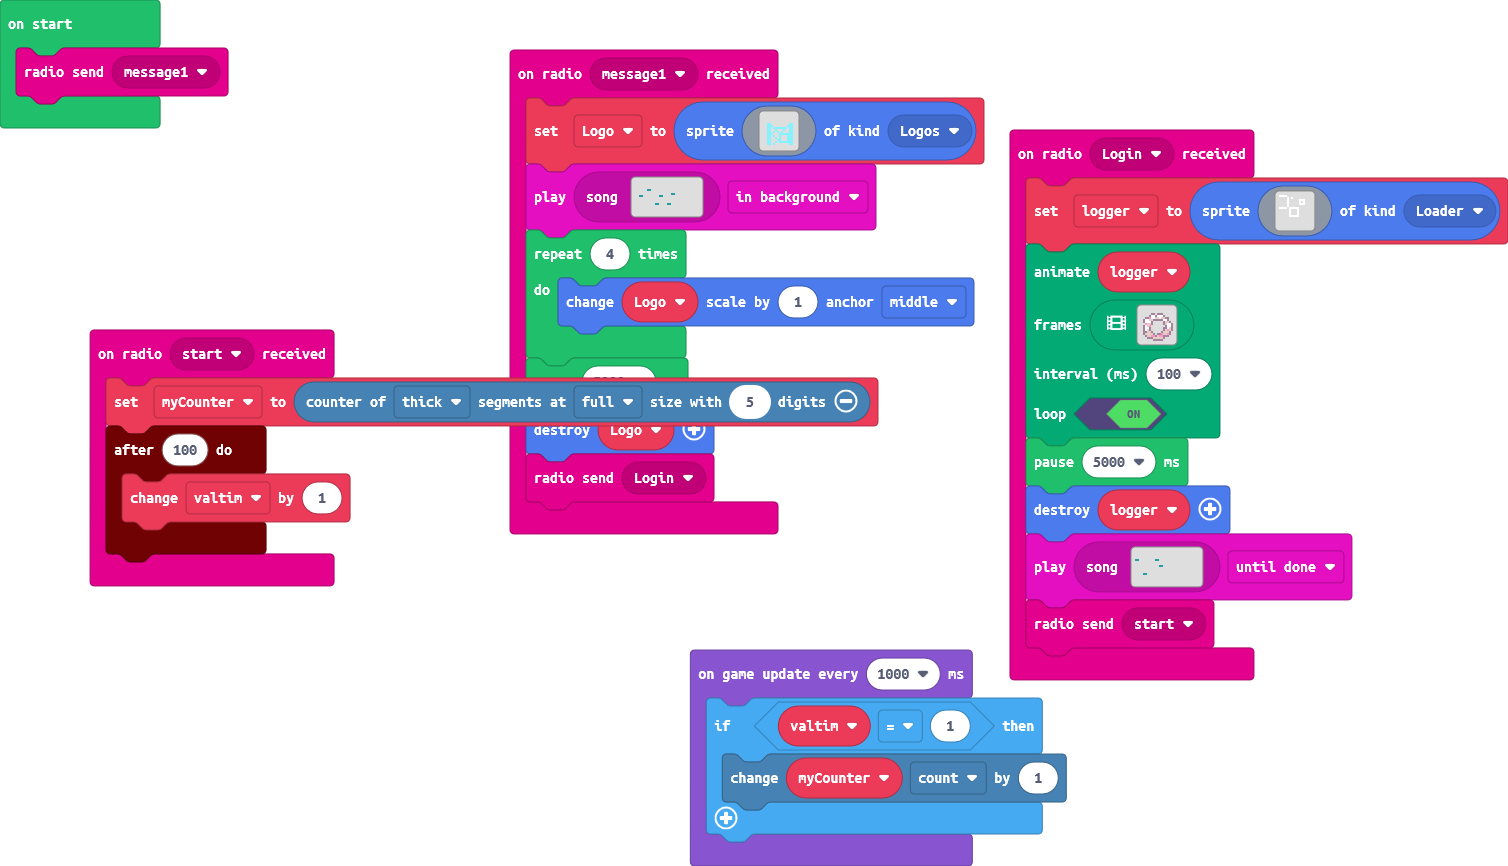 on start
radio send message1
on radio message1 received
set Logo to sprite of kind Logos
play song in background
repeat 4 times
do change Logo scale by 1 anchor middle
destroy Logo
radio send Login
on radio start received
set myCounter to counter of thick segments at full size with 5 digits
after 100 do
change valtim by 1
on radio Login received
set logger to sprite of kind Loader
animate logger
frames
interval (ms) 100
loop ON
pause 5000 ms
destroy logger
play song until done
radio send start
on game update every 1000 ms
if valtim = 1 then
change myCounter count by 1